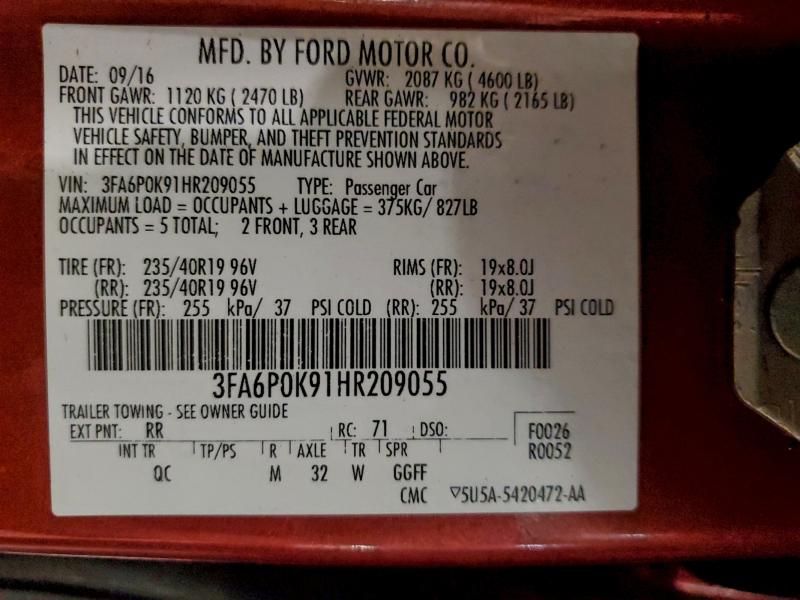 MFD. BY FORD MOTOR CO.
DATE: 09/16 GVWR: 2087 KG ( 4600 LB)
FRONT GAWR: 1120 KG ( 2470 LB) REAR GAWR: 982 KG ( 2165 LB)
THIS VEHICLE CONFORMS TO ALL APPLICABLE FEDERAL MOTOR
VEHICLE SAFETY, BUMPER, AND THEFT PREVENTION STANDARDS
IN EFFECT ON THE DATE OF MANUFACTURE SHOWN ABOVE.
VIN: 3FA6P0K91HR209055 TYPE: Passenger Car
MAXIMUM LOAD = OCCUPANTS + LUGGAGE = 375KG/ 827LB
OCCUPANTS = 5 TOTAL; 2 FRONT, 3 REAR
TIRE (FR): 235/40R19 96V RIMS (FR): 19x8.0J
(RR): 235/40R19 96V (RR): 19x8.0J
PRESSURE (FR): 255 kPa/ 37 PSI COLD (RR): 255 kPa/ 37 PSI COLD
3FA6P0K91HR209055
TRAILER TOWING - SEE OWNER GUIDE
EXT PNT: RR RC: 71 DSO: F0026
INT TR TP/PS R AXLE TR SPR R0052
QC M 32 W GGFF
CMC ▽5U5A-5420472-AA